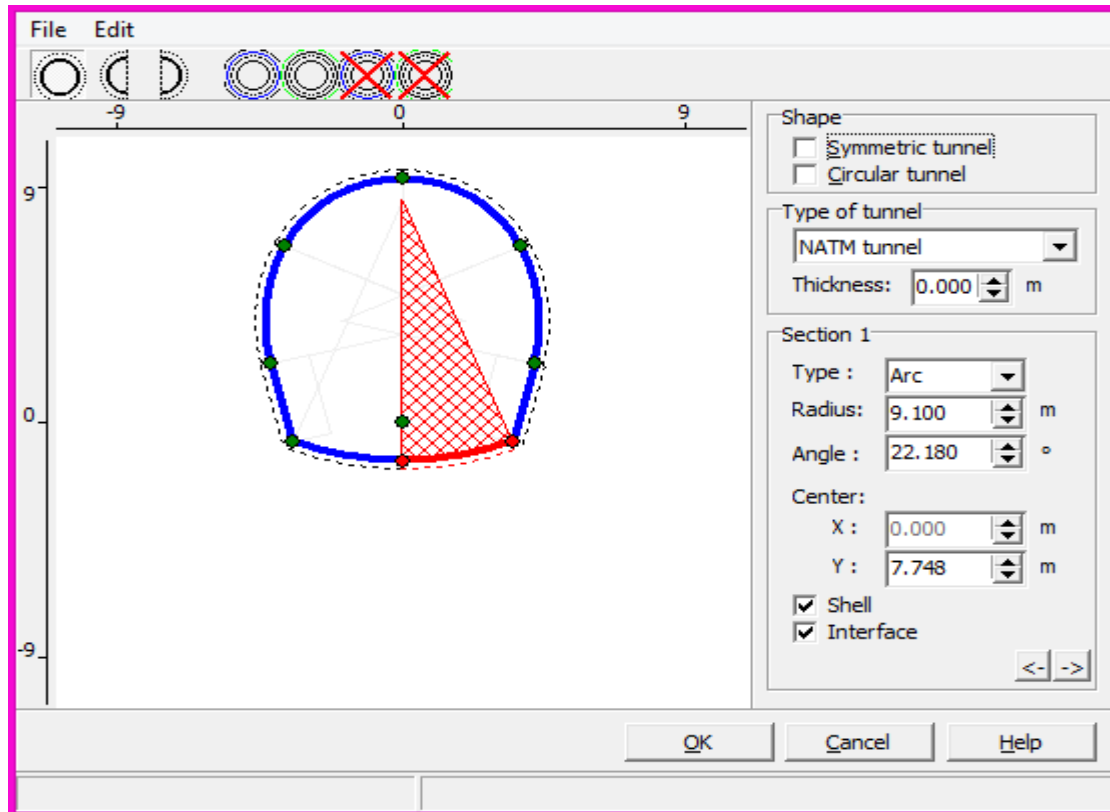 File Edit
-9 0 9
9
0
-9
Shape
Symmetric tunnel
Circular tunnel
Type of tunnel
NATM tunnel
Thickness: 0.000 m
Section 1
Type : Arc
Radius: 9.100 m
Angle : 22.180 °
Center:
X : 0.000 m
Y : 7.748 m
Shell
Interface
<- ->
OK Cancel Help